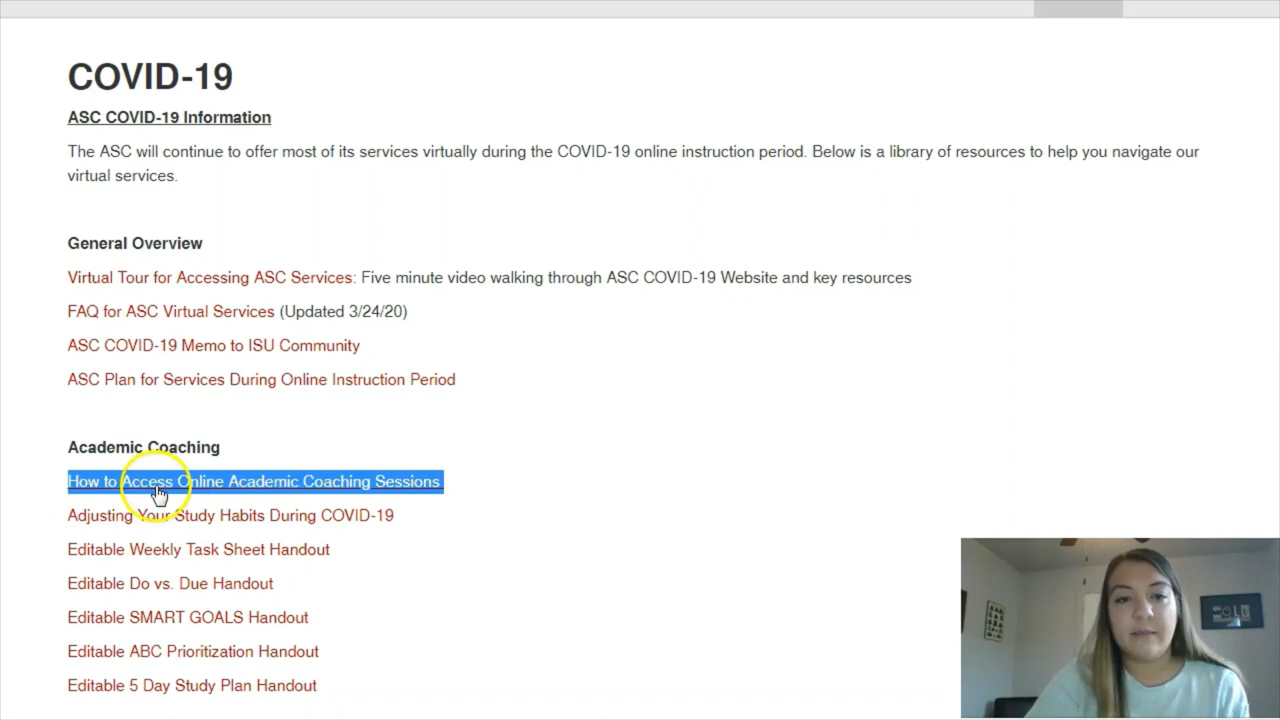 COVID-19
ASC COVID-19 Information
The ASC will continue to offer most of its services virtually during the COVID-19 online instruction period. Below is a library of resources to help you navigate our
virtual services.
General Overview
Virtual Tour for Accessing ASC Services: Five minute video walking through ASC COVID-19 Website and key resources
FAQ for ASC Virtual Services (Updated 3/24/20)
ASC COVID-19 Memo to ISU Community
ASC Plan for Services During Online Instruction Period
Academic Coaching
How to Access Online Academic Coaching Sessions
Adjusting Your Study Habits During COVID-19
Editable Weekly Task Sheet Handout
Editable Do vs. Due Handout
Editable SMART GOALS Handout
Editable ABC Prioritization Handout
Editable 5 Day Study Plan Handout